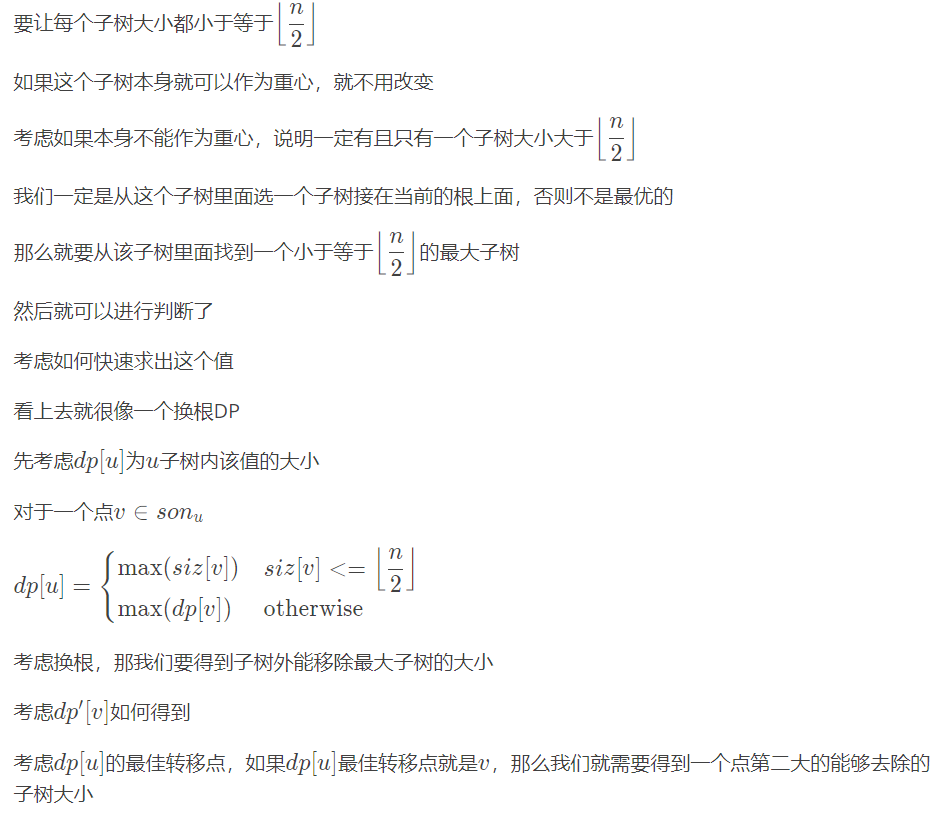 要让每个子树大小都小于等于$\left\lfloor \dfrac{n}{2} \right\rfloor$
如果这个子树本身就可以作为重心，就不用改变
考虑如果本身不能作为重心，说明一定有且只有一个子树大小大于$\left\lfloor \dfrac{n}{2} \right\rfloor$
我们一定是从这个子树里面选一个子树接在当前的根上面，否则不是最优的
那么就要从该子树里面找到一个小于等于$\left\lfloor \dfrac{n}{2} \right\rfloor$的最大子树
然后就可以进行判断了
考虑如何快速求出这个值
看上去就很像一个换根DP
先考虑$dp[u]$为$u$子树内该值的大小
对于一个点$v \in son_u$
$dp[u] = \begin{cases} \max(siz[v]) & siz[v] <= \left\lfloor \dfrac{n}{2} \right\rfloor \\ \max(dp[v]) & \text{otherwise} \end{cases}$
考虑换根，那我们要得到子树外能移除最大子树的大小
考虑$dp'[v]$如何得到
考虑$dp[u]$的最佳转移点，如果$dp[u]$最佳转移点就是$v$，那么我们就需要得到一个点第二大的能够去除的
子树大小